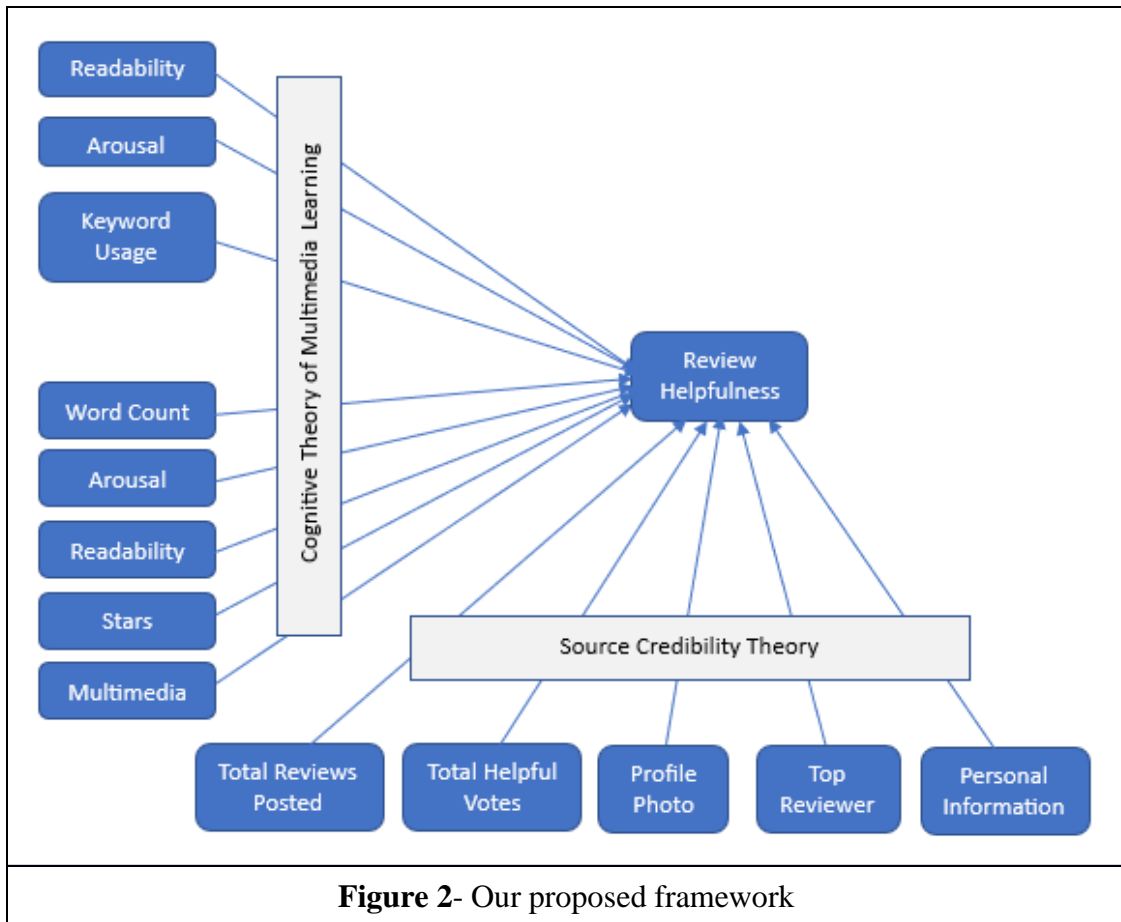 Readability
Arousal
Keyword
Usage
Cognitive Theory of Multimedia Learning
Review
Helpfulness
Word Count
Arousal
Readability
Stars
Multimedia
Source Credibility Theory
Total Reviews
Posted
Total Helpful
Votes
Profile
Photo
Top
Reviewer
Personal
Information
Figure 2- Our proposed framework